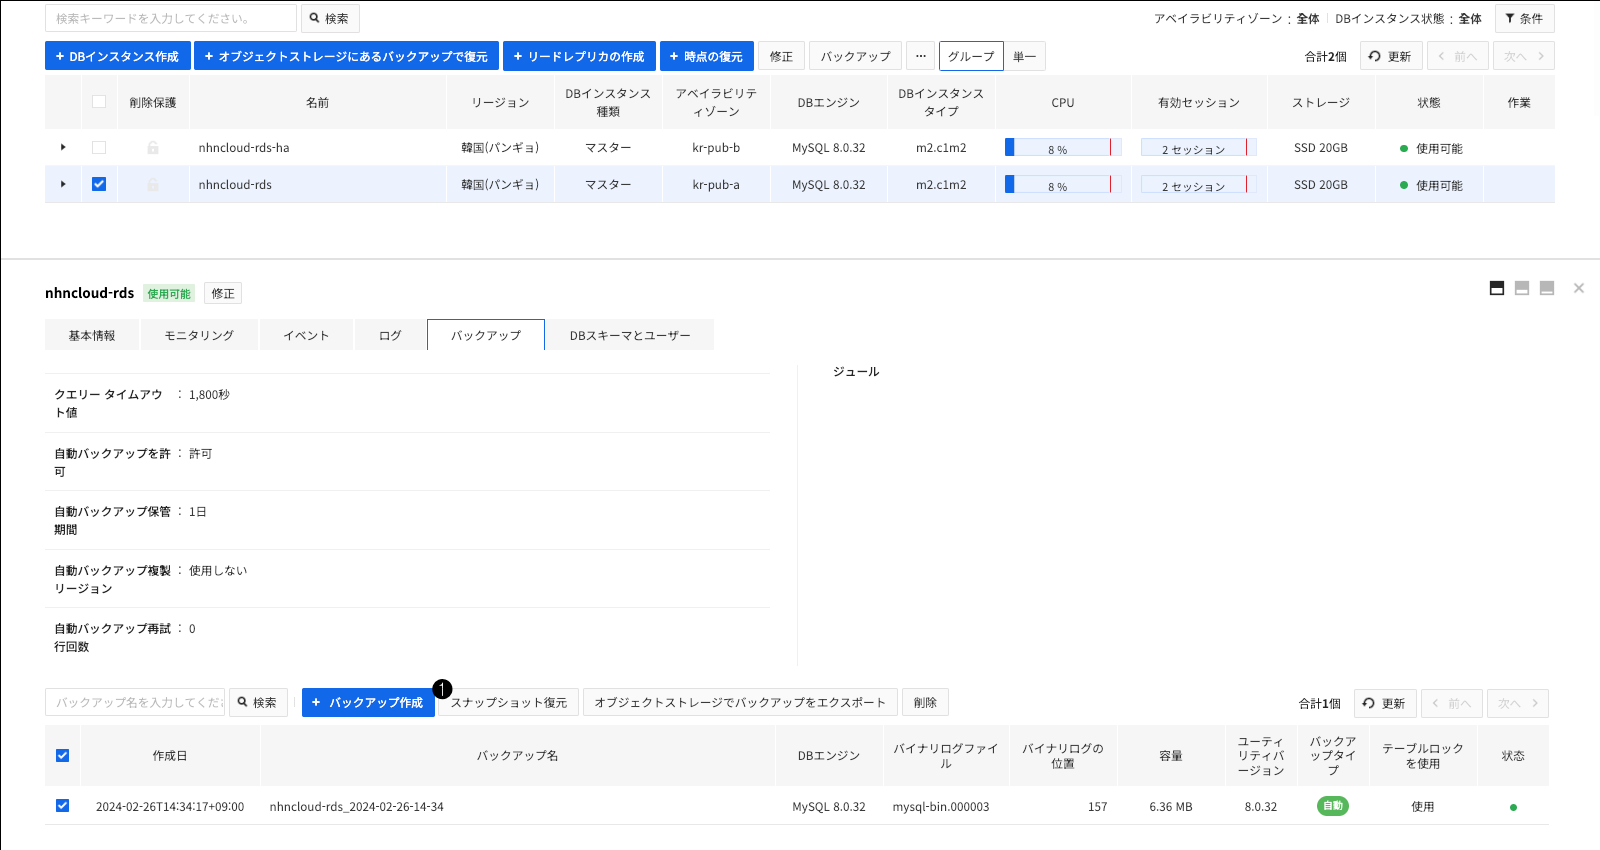 検索キーワードを入力してください。 検索 アベイラビリティゾーン : 全体 DBインスタンス状態 : 全体 条件
+ DBインスタンス作成 + オブジェクトストレージにあるバックアップで復元 + リードレプリカの作成 + 時点の復元 修正 バックアップ ... グループ 単一 合計2個 更新 前へ 次へ
削除保護 名前 リージョン DBインスタンス種類 アベイラビリティゾーン DBエンジン DBインスタンスタイプ CPU 有効セッション ストレージ 状態 作業
nhncloud-rds-ha 韓国(パンギョ) マスター kr-pub-b MySQL 8.0.32 m2.c1m2 8 % 2 セッション SSD 20GB 使用可能
nhncloud-rds 韓国(パンギョ) マスター kr-pub-a MySQL 8.0.32 m2.c1m2 8 % 2 セッション SSD 20GB 使用可能
nhncloud-rds 使用可能 修正
基本情報 モニタリング イベント ログ バックアップ DBスキーマとユーザー
ジュール
クエリー タイムアウト値 : 1,800秒
自動バックアップを許可 : 許可
自動バックアップ保管期間 : 1日
自動バックアップ複製リージョン : 使用しない
自動バックアップ再試行回数 : 0
バックアップ名を入力してくだ 検索 + バックアップ作成 1 スナップショット復元 オブジェクトストレージでバックアップをエクスポート 削除 合計1個 更新 前へ 次へ
作成日 バックアップ名 DBエンジン バイナリログファイル バイナリログの位置 容量 ユーティリティバージョン バックアップタイプ テーブルロックを使用 状态
2024-02-26T14:34:17+09:00 nhncloud-rds_2024-02-26-14-34 MySQL 8.0.32 mysql-bin.000003 157 6.36 MB 8.0.32 自動 使用